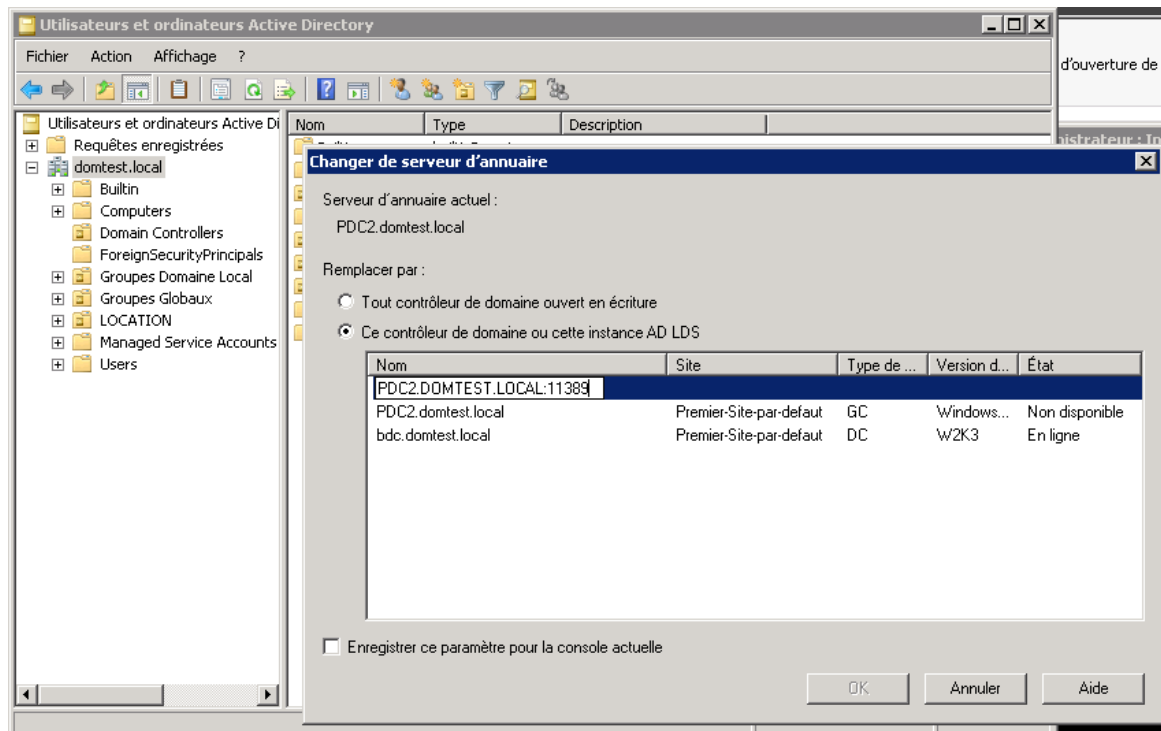 Utilisateurs et ordinateurs Active Directory
Fichier Action Affichage ?
d'ouverture de
Utilisateurs et ordinateurs Active Di
Requêtes enregistrées
domtest.local
Builtin
Computers
Domain Controllers
ForeignSecurityPrincipals
Groupes Domaine Local
Groupes Globaux
LOCATION
Managed Service Accounts
Users
Nom Type Description
Changer de serveur d'annuaire
Serveur d'annuaire actuel :
PDC2.domtest.local
Remplacer par :
Tout contrôleur de domaine ouvert en écriture
Ce contrôleur de domaine ou cette instance AD LDS
Nom Site Type de ... Version d... État
PDC2.DOMTEST.LOCAL:11389
PDC2.domtest.local Premier-Site-par-defaut GC Windows... Non disponible
bdc.domtest.local Premier-Site-par-defaut DC W2K3 En ligne
Enregistrer ce paramètre pour la console actuelle
OK Annuler Aide